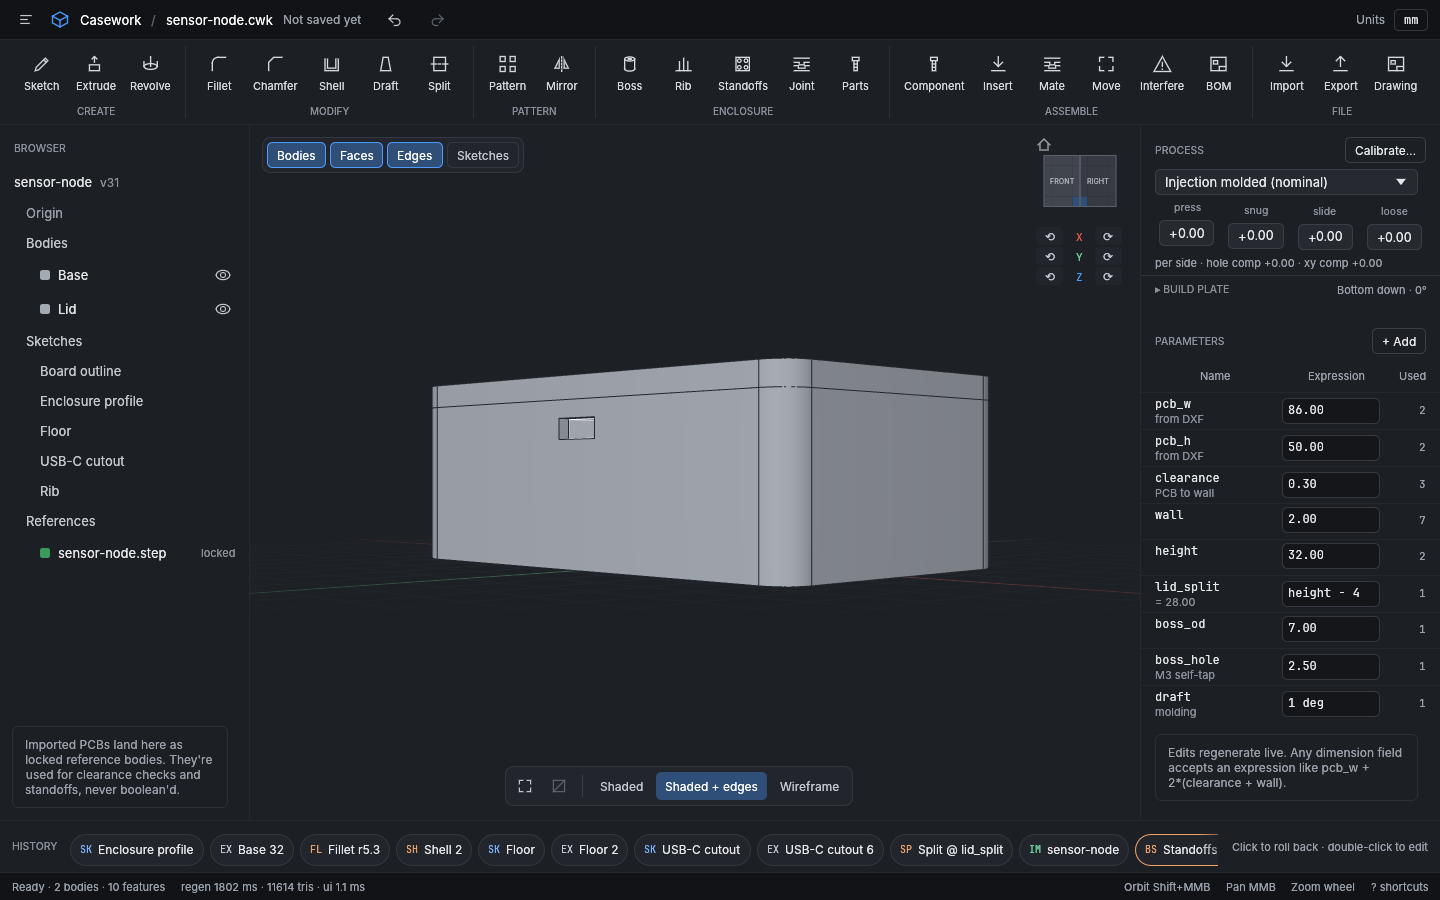 Casework / sensor-node.cwk Not saved yet
Units mm
Sketch Extrude Revolve
CREATE
Fillet Chamfer Shell Draft Split
MODIFY
Pattern Mirror
PATTERN
Boss Rib Standoffs Joint Parts
ENCLOSURE
Component Insert Mate Move Interfere BOM
ASSEMBLE
Import Export Drawing
FILE
BROWSER
sensor-node v31
Origin
Bodies
Base
Lid
Sketches
Board outline
Enclosure profile
Floor
USB-C cutout
Rib
References
sensor-node.step locked
Imported PCBs land here as
locked reference bodies. They're
used for clearance checks and
standoffs, never boolean'd.
Bodies Faces Edges Sketches
FRONT RIGHT
X
Y
Z
Shaded Shaded + edges Wireframe
PROCESS Calibrate...
Injection molded (nominal)
press snug slide loose
+0.00 +0.00 +0.00 +0.00
per side · hole comp +0.00 · xy comp +0.00
▸ BUILD PLATE Bottom down · 0°
PARAMETERS + Add
Name Expression Used
pcb_w 86.00 2
from DXF
pcb_h 50.00 2
from DXF
clearance 0.30 3
PCB to wall
wall 2.00 7
height 32.00 2
lid_split height - 4 1
= 28.00
boss_od 7.00 1
boss_hole 2.50 1
M3 self-tap
draft 1 deg 1
molding
Edits regenerate live. Any dimension field
accepts an expression like pcb_w +
2*(clearance + wall).
HISTORY SK Enclosure profile EX Base 32 FL Fillet r5.3 SH Shell 2 SK Floor EX Floor 2 SK USB-C cutout EX USB-C cutout 6 SP Split @ lid_split IM sensor-node BS Standoffs Click to roll back · double-click to edit
Ready · 2 bodies · 10 features regen 1802 ms · 11614 tris · ui 1.1 ms
Orbit Shift+MMB Pan MMB Zoom wheel ? shortcuts